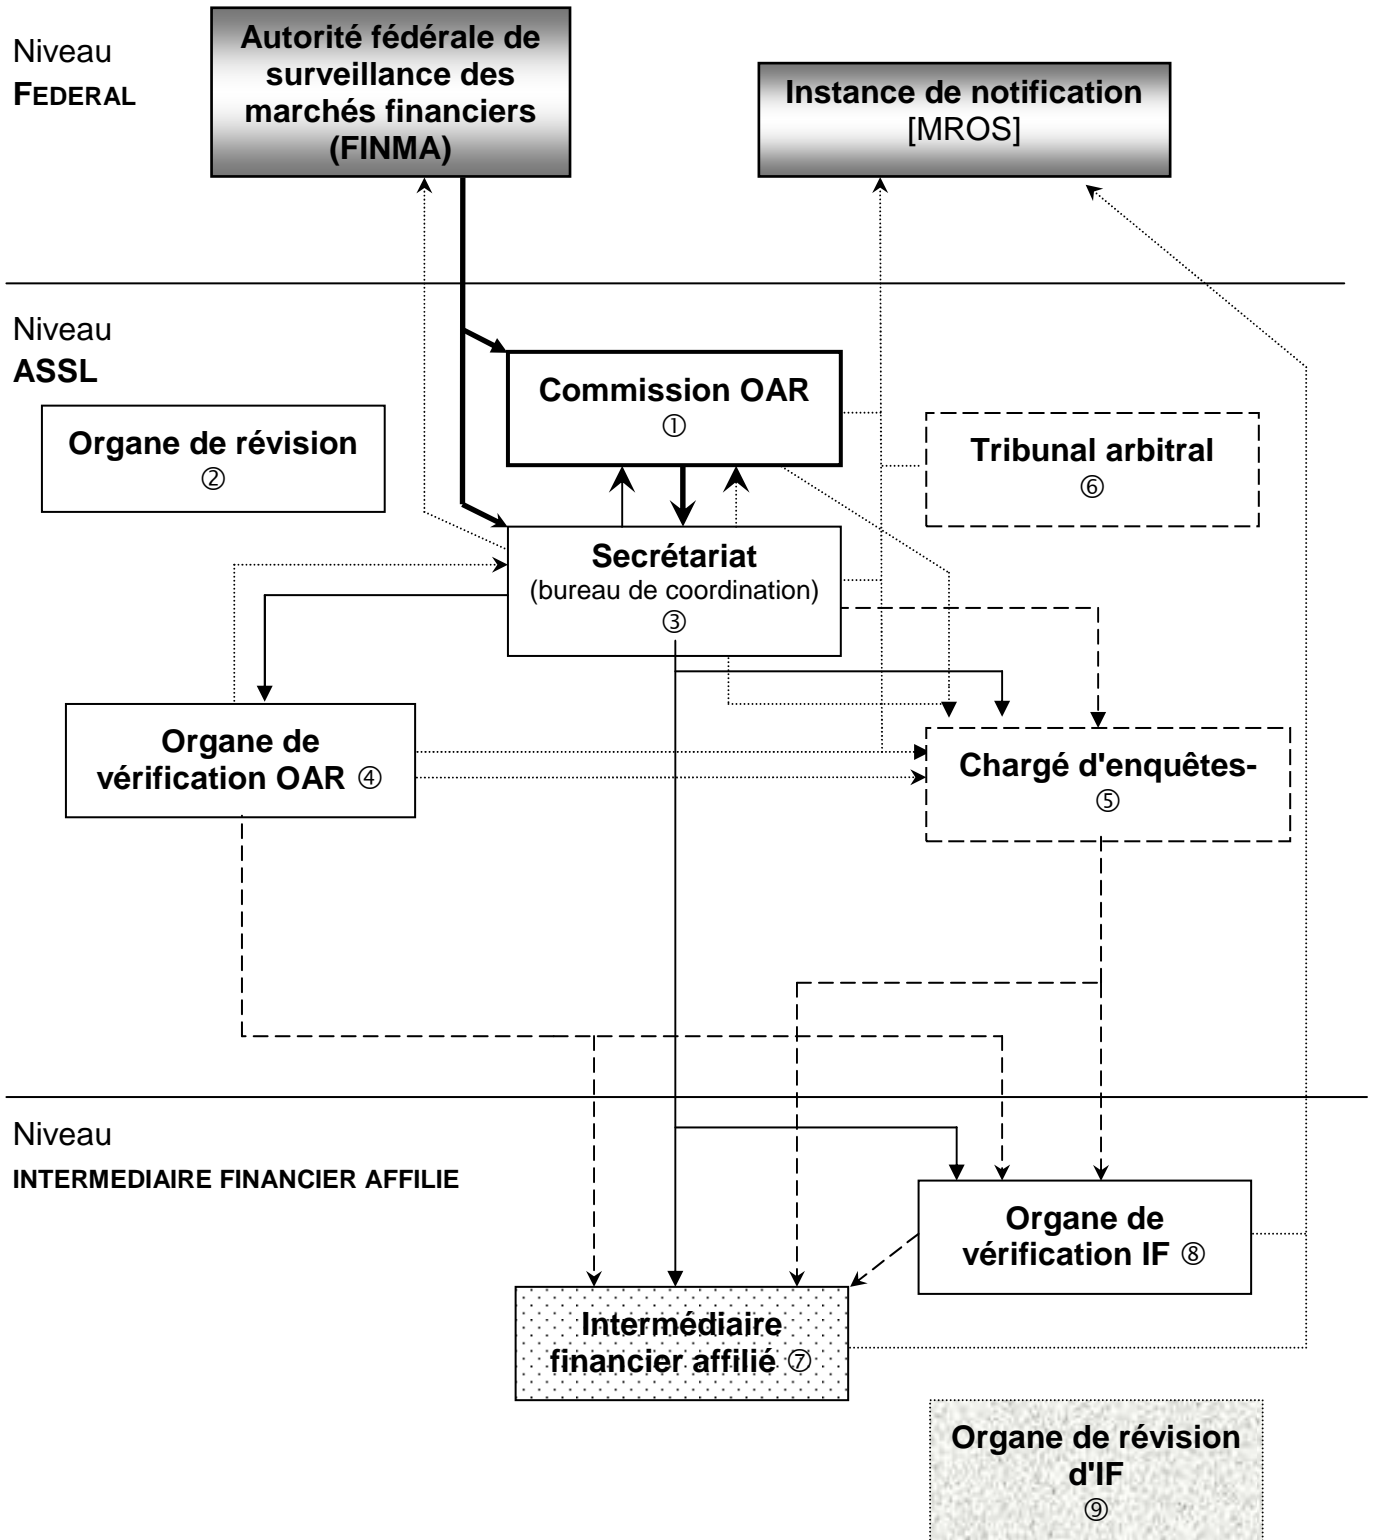 Niveau
FEDERAL
Autorité fédérale de
surveillance des
marchés financiers
(FINMA)
Instance de notification
[MROS]
Niveau
ASSL
Commission OAR
①
Organe de révision
②
Tribunal arbitral
⑥
Secrétariat
(bureau de coordination)
③
Organe de
vérification OAR ④
Chargé d'enquêtes-
⑤
Niveau
INTERMEDIAIRE FINANCIER AFFILIE
Organe de
vérification IF ⑧
Intermédiaire
financier affilié ⑦
Organe de révision
d'IF
⑨